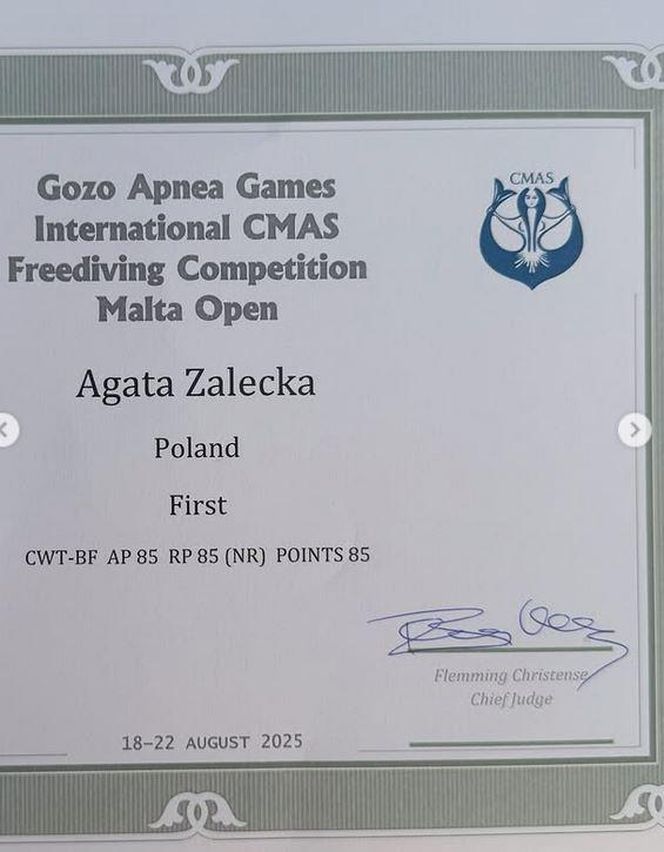 Gozo Apnea Games
International CMAS
Freediving Competition
Malta Open
CMAS
Agata Zalecka
Poland
First
CWT-BF AP 85 RP 85 (NR) POINTS 85
Flemming Christense
Chief Judge
18–22 AUGUST 2025